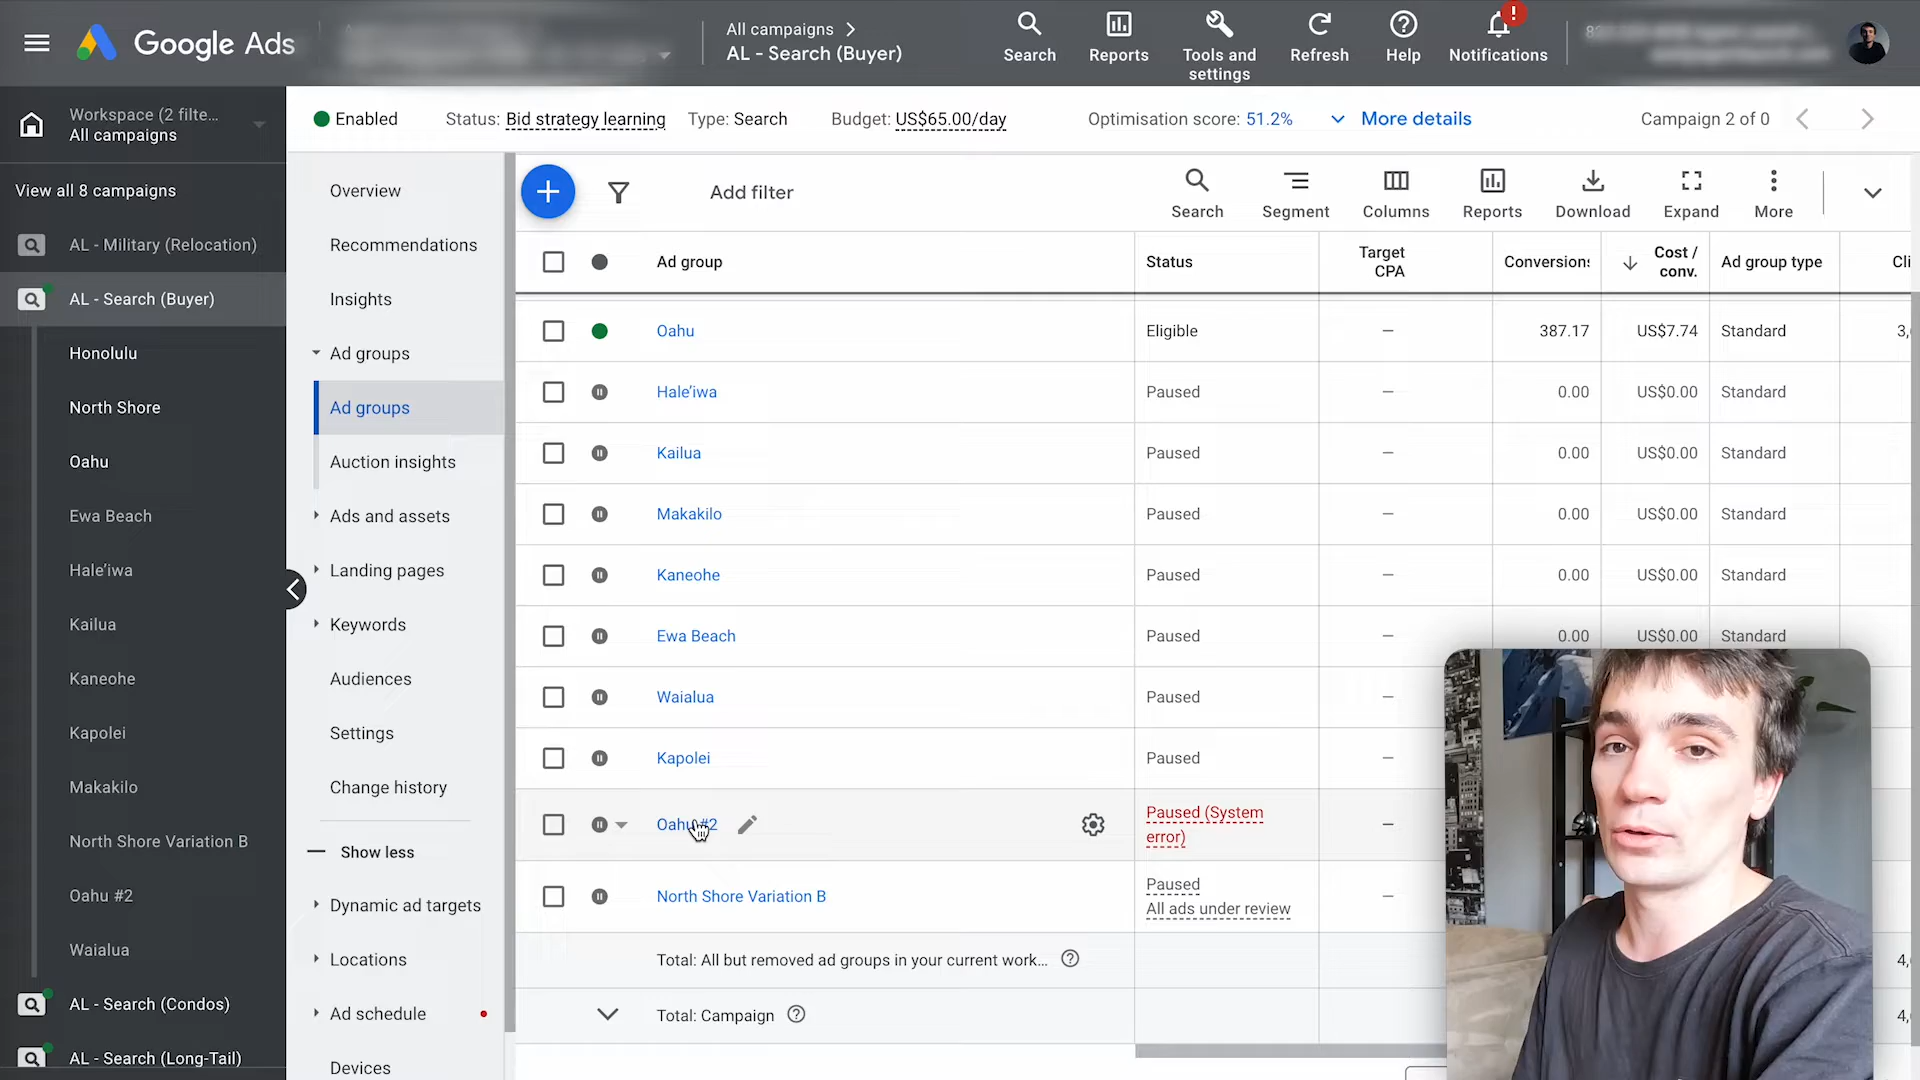 Google Ads
All campaigns
AL - Search (Buyer)
Search
Reports
Tools and
settings
Refresh
Help
!
Notifications
Workspace (2 filte...
All campaigns
Enabled
Status: Bid strategy learning
Type: Search
Budget: US$65.00/day
Optimisation score: 51.2%
More details
Campaign 2 of 0
View all 8 campaigns
AL - Military (Relocation)
AL - Search (Buyer)
Honolulu
North Shore
Oahu
Ewa Beach
Hale'iwa
Kailua
Kaneohe
Kapolei
Makakilo
North Shore Variation B
Oahu #2
Waialua
AL - Search (Condos)
AL - Search (Long-Tail)
Overview
Recommendations
Insights
Ad groups
Ad groups
Auction insights
Ads and assets
Landing pages
Keywords
Audiences
Settings
Change history
Show less
Dynamic ad targets
Locations
Ad schedule
Devices
Add filter
Search
Segment
Columns
Reports
Download
Expand
More
Ad group Status Target CPA Conversions Cost / conv. Ad group type Cli
Oahu Eligible – 387.17 US$7.74 Standard 3,
Hale'iwa Paused – 0.00 US$0.00 Standard
Kailua Paused – 0.00 US$0.00 Standard
Makakilo Paused – 0.00 US$0.00 Standard
Kaneohe Paused – 0.00 US$0.00 Standard
Ewa Beach Paused – 0.00 US$0.00 Standard
Waialua Paused –
Kapolei Paused –
Oahu #2 Paused (System error) –
North Shore Variation B Paused –
All ads under review
Total: All but removed ad groups in your current work... 4,
Total: Campaign 4,